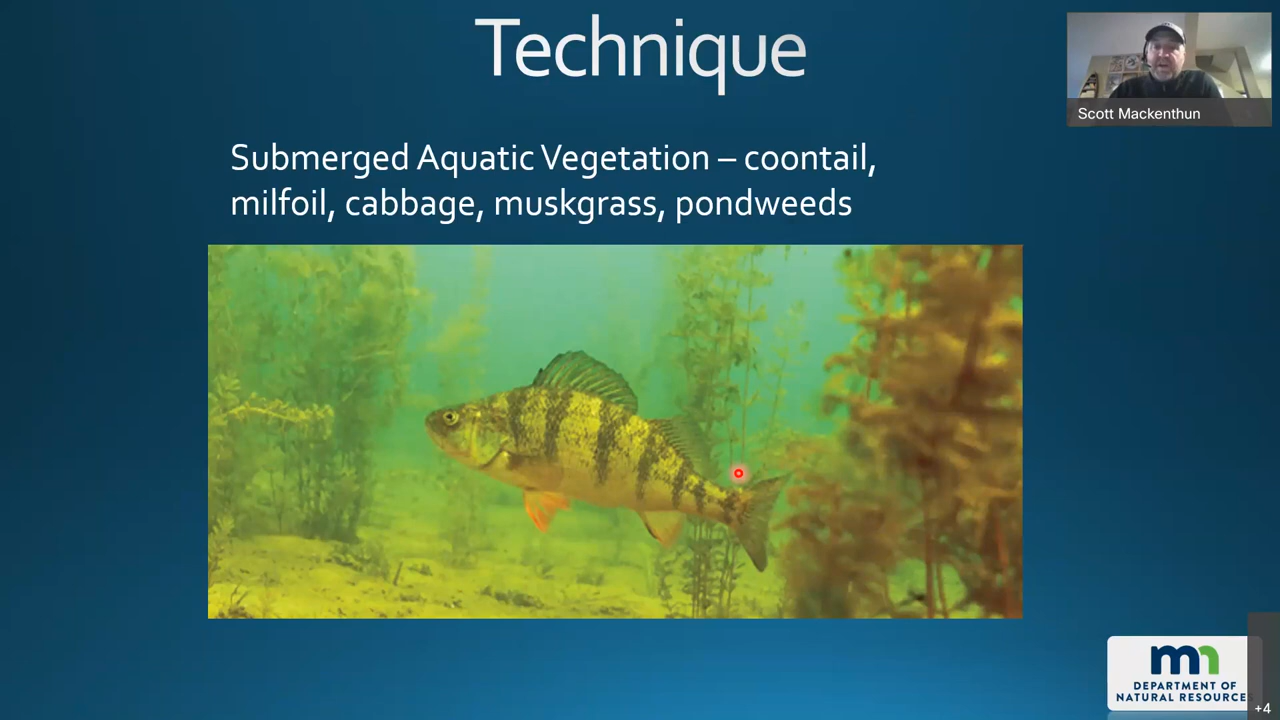 Technique
Scott Mackenthun
Submerged Aquatic Vegetation – coontail,
milfoil, cabbage, muskgrass, pondweeds
mn
DEPARTMENT OF
NATURAL RESOURCES
+4